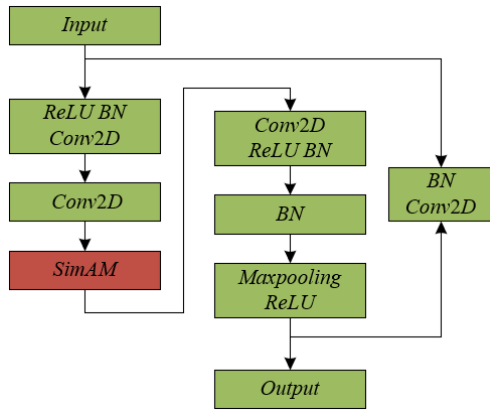 Input
ReLU BN
Conv2D
Conv2D
SimAM
Conv2D
ReLU BN
BN
Maxpooling
ReLU
Output
BN
Conv2D